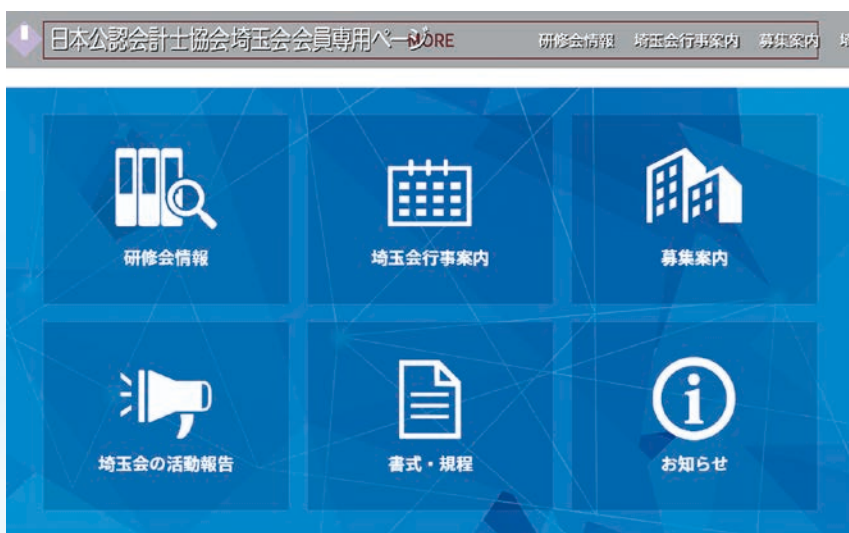 日本公認会計士協会埼玉会会員専用ページ
MORE
研修会情報 埼玉会行事案内 募集案内
研修会情報
埼玉会行事案内
募集案内
埼玉会の活動報告
書式・規程
お知らせ